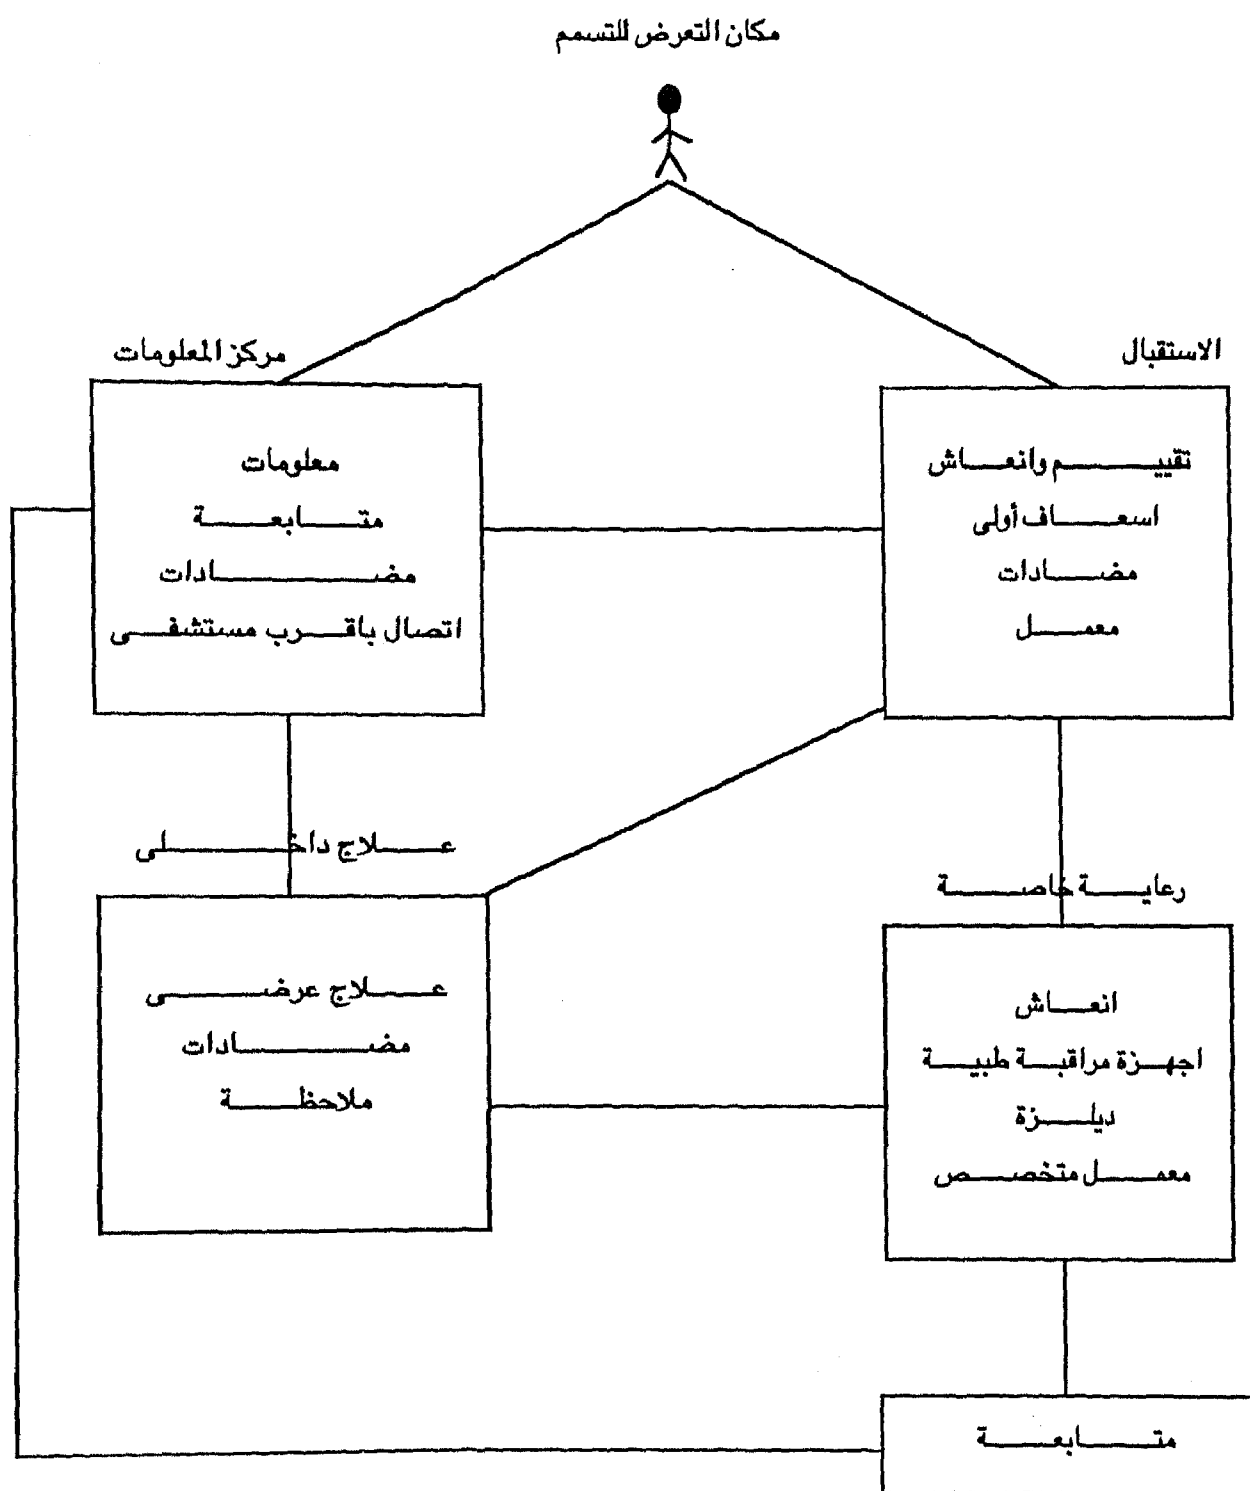 مكان التعرض للتسمم
الاستقبال
تقييم وانعاش
اسعاف أولى
مضادات
معمل
مركز المعلومات
معلومات
متابعة
مضادات
اتصال باقرب مستشفى
علاج داخلى
علاج عرضى
مضادات
ملاحظة
رعاية خاصة
انعاش
اجهزة مراقبة طبية
ديلزة
معمل متخصص
متابعة